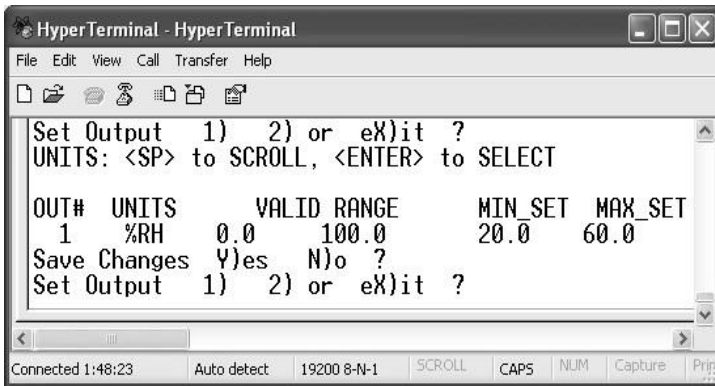 HyperTerminal - HyperTerminal
File Edit View Call Transfer Help
Set Output 1) 2) or eX)it ?
UNITS: <SP> to SCROLL, <ENTER> to SELECT
OUT# UNITS VALID RANGE MIN_SET MAX_SET
1 %RH 0.0 100.0 20.0 60.0
Save Changes Y)es N)o ?
Set Output 1) 2) or eX)it ?
Connected 1:48:23 Auto detect 19200 8-N-1 SCROLL CAPS NUM Capture